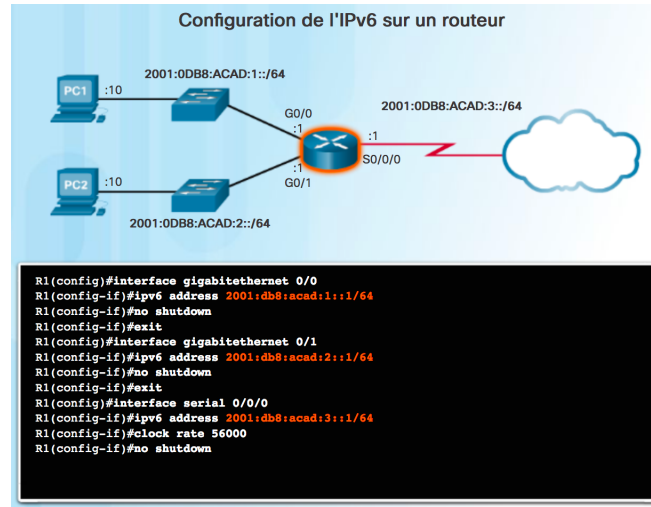 Configuration de l'IPv6 sur un routeur
2001:0DB8:ACAD:1::/64
PC1
:10
G0/0
:1
2001:0DB8:ACAD:3::/64
:1
S0/0/0
PC2
:10
:1
G0/1
2001:0DB8:ACAD:2::/64
R1(config)#interface gigabitethernet 0/0
R1(config-if)#ipv6 address 2001:db8:acad:1::1/64
R1(config-if)#no shutdown
R1(config-if)#exit
R1(config)#interface gigabitethernet 0/1
R1(config-if)#ipv6 address 2001:db8:acad:2::1/64
R1(config-if)#no shutdown
R1(config-if)#exit
R1(config)#interface serial 0/0/0
R1(config-if)#ipv6 address 2001:db8:acad:3::1/64
R1(config-if)#clock rate 56000
R1(config-if)#no shutdown